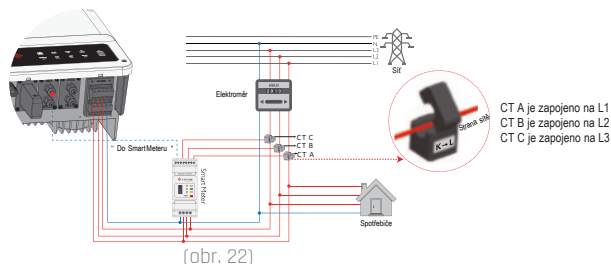 PE
N
L3
L2
L1
Síť
Elektroměr
CT C
CT B
CT A
" Do SmartMeteru "
Smart Meter
Strana sítě
K→L
CT A je zapojeno na L1
CT B je zapojeno na L2
CT C je zapojeno na L3
Spotřebiče
(obr. 22)